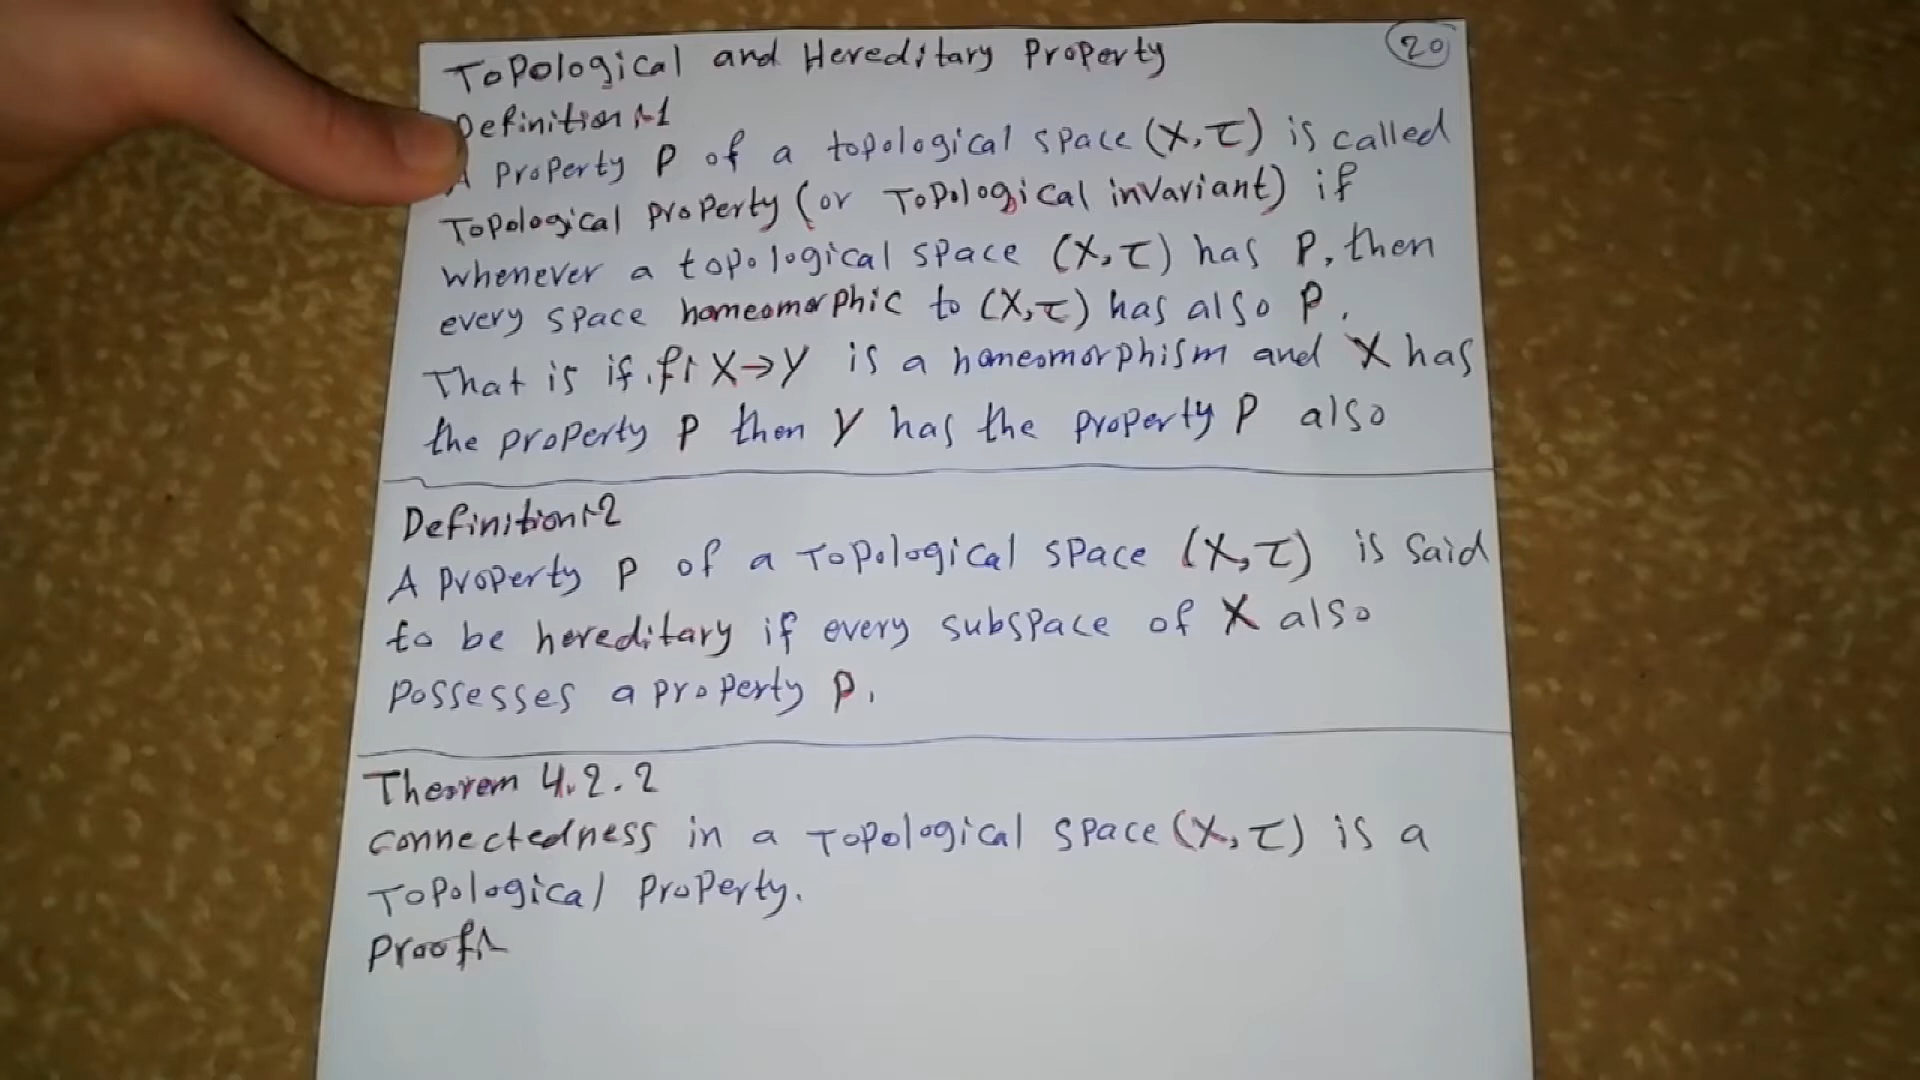 Topological and Hereditary Property
20
Definition:-1
A Property P of a topological space (X,τ) is called
Topological property (or Topological invariant) if
whenever a topological space (X,τ) has P, then
every space homeomorphic to (X,τ) has also P.
That is if f: X→Y is a homeomorphism and X has
the property P then Y has the property P also
Definition:-2
A property P of a Topological space (X,τ) is said
to be hereditary if every subspace of X also
possesses a property P.
Theorem 4.2.2
connectedness in a Topological space (X,τ) is a
Topological Property.
Proof:-